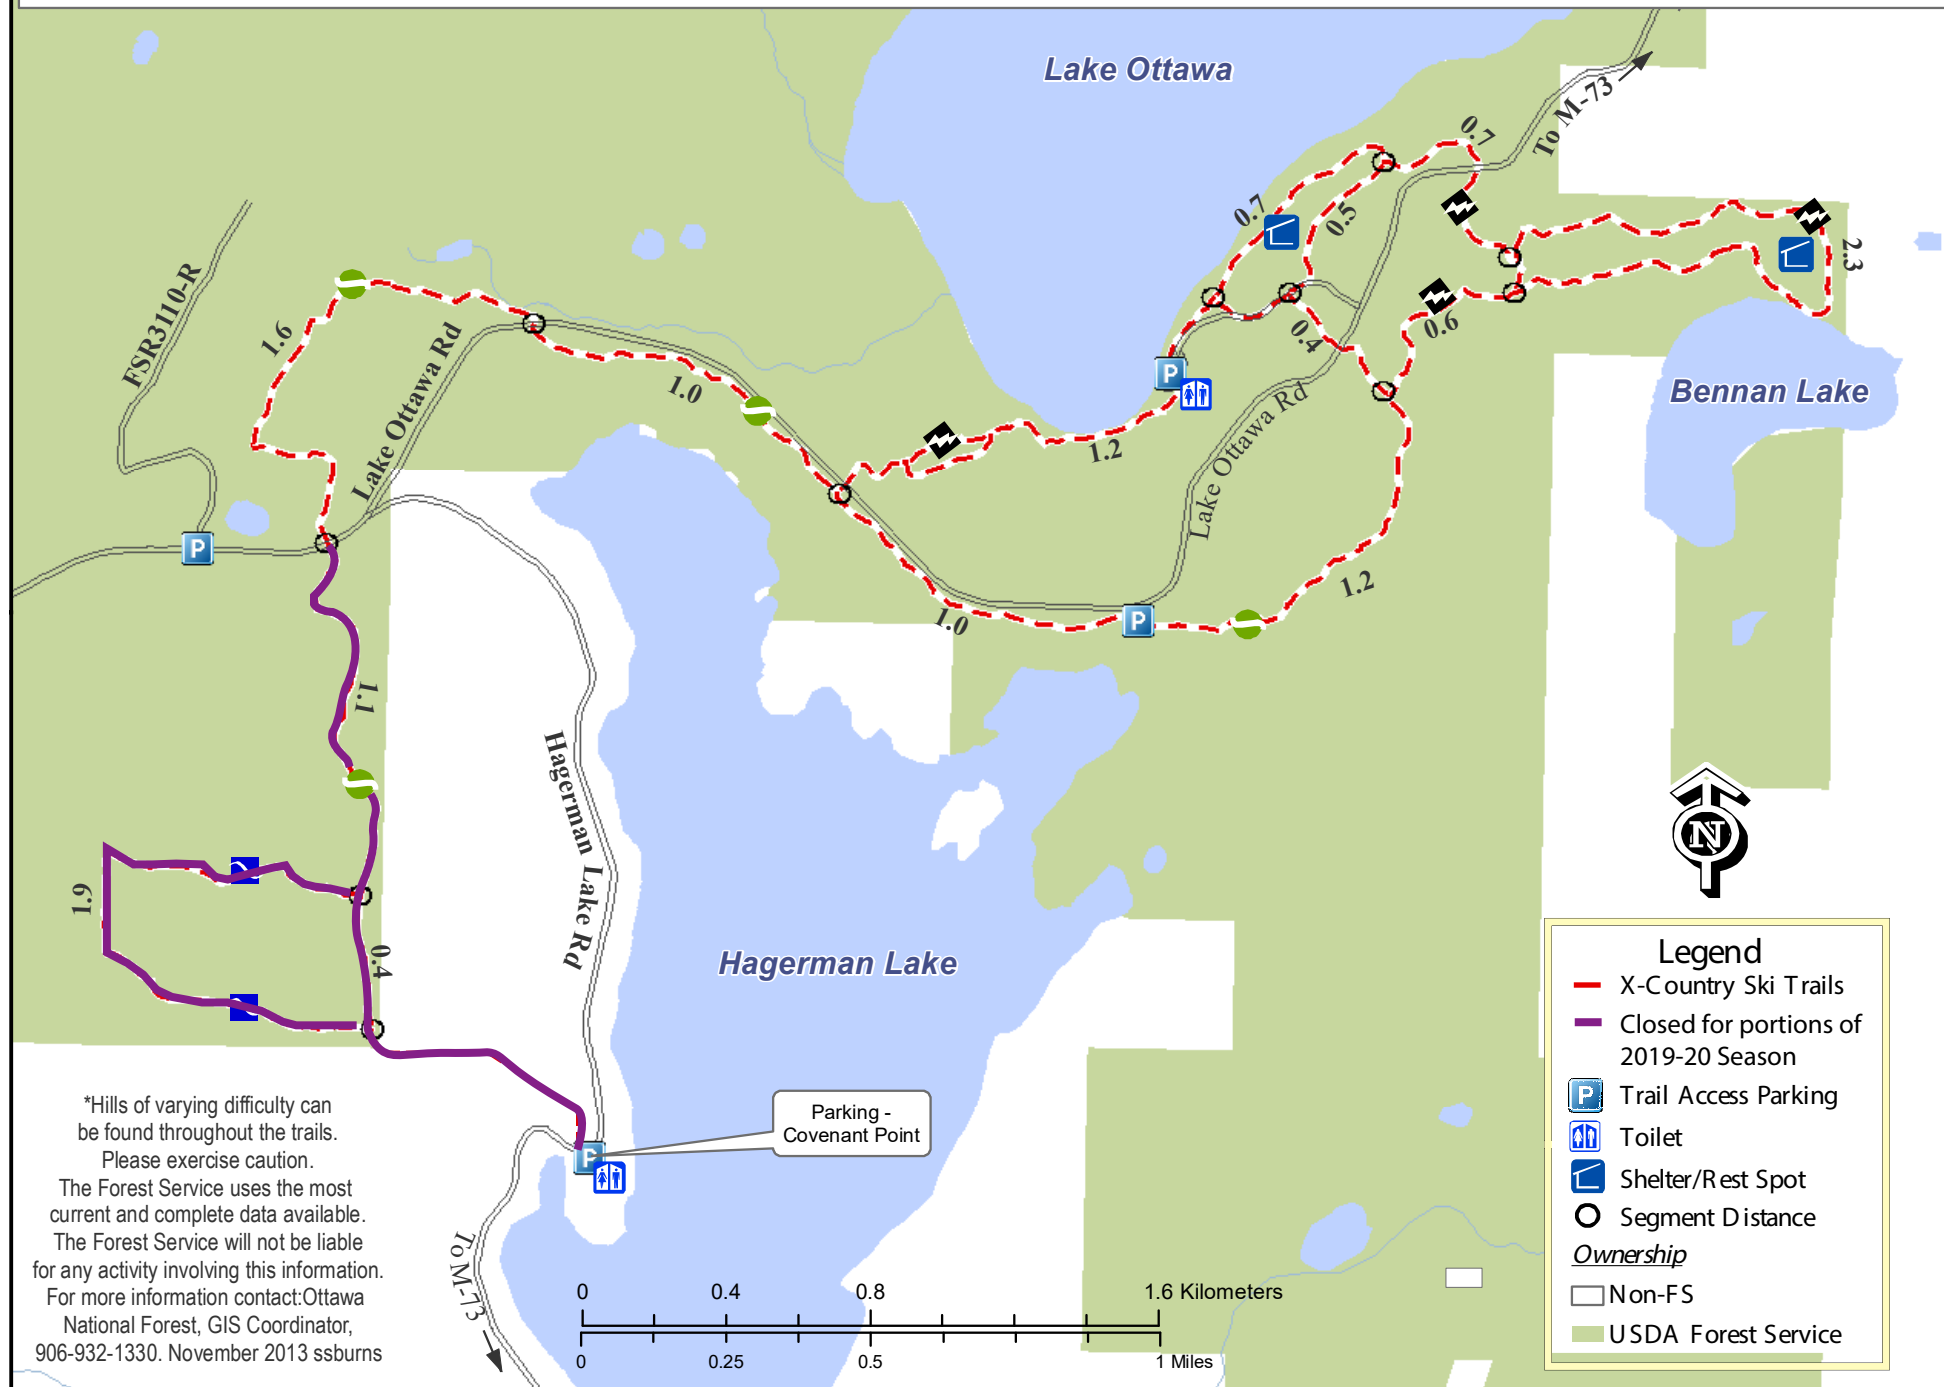 Lake Ottawa
To M-73
0.7
0.7
0.5
2.3
FSR3110-R
1.6
Lake Ottawa Rd
1.0
0.4
0.6
Bennan Lake
Lake Ottawa Rd
1.2
P
P
P
1.2
1.0
1.1
Hagerman Lake Rd
N
1.9
0.4
Hagerman Lake
Parking -
Covenant Point
P
To M-73
*Hills of varying difficulty can
be found throughout the trails.
Please exercise caution.
The Forest Service uses the most
current and complete data available.
The Forest Service will not be liable
for any activity involving this information.
For more information contact:Ottawa
National Forest, GIS Coordinator,
906-932-1330. November 2013 ssburns
0 0.4 0.8 1.6 Kilometers
0 0.25 0.5 1 Miles
Legend
X-Country Ski Trails
Closed for portions of
2019-20 Season
P Trail Access Parking
Toilet
Shelter/Rest Spot
Segment Distance
Ownership
Non-FS
USDA Forest Service